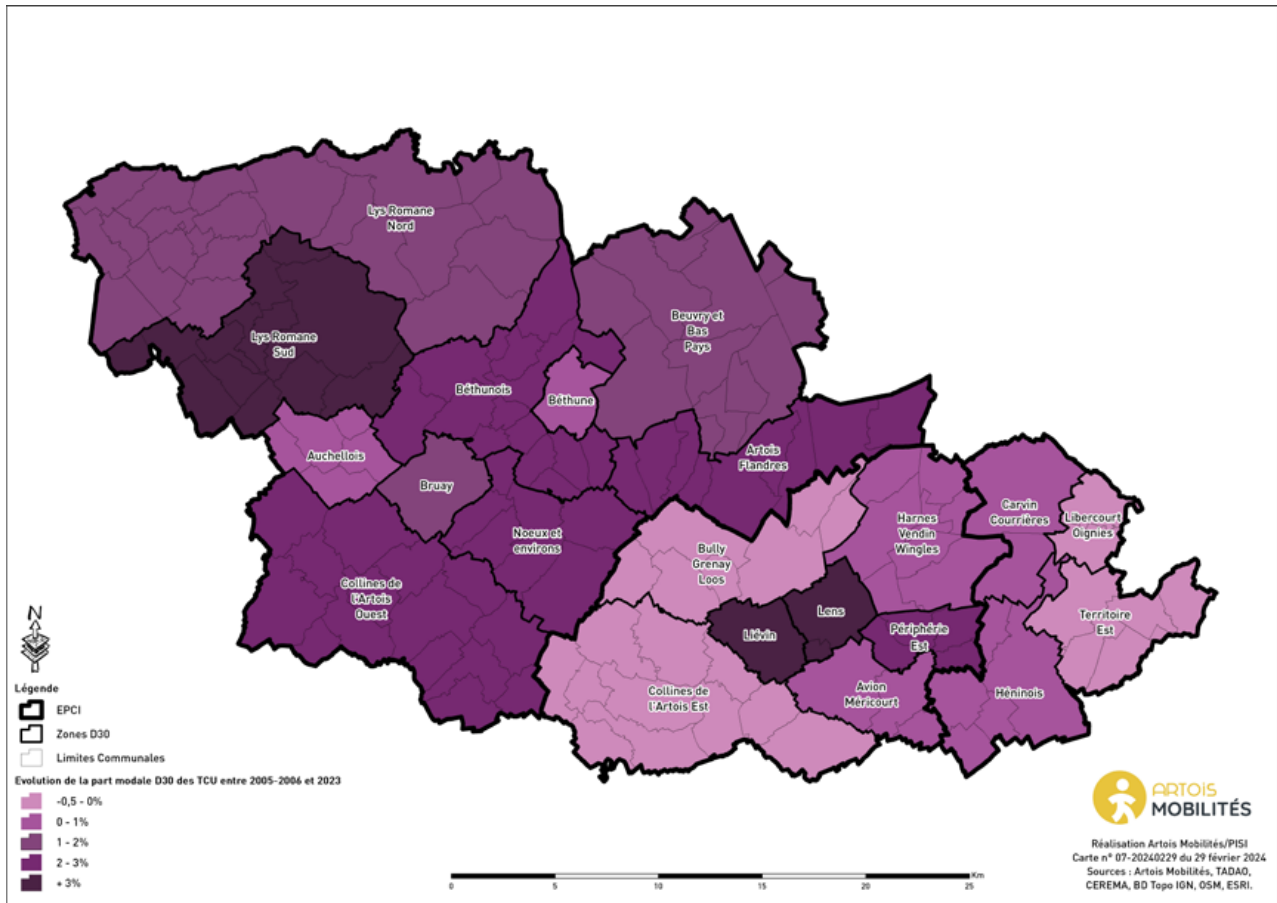 Lys Romane
Nord
Lys Romane
Sud
Beuvry et
Bas
Pays
Béthunois
Béthune
Auchellois
Bruay
Artois
Flandres
Noeux et
environs
Collines de
l'Artois
Ouest
Bully
Grenay
Loos
Harnes
Vendin
Wingles
Carvin
Courrières
Libercourt
Oignies
Liévin
Lens
Périphérie
Est
Territoire
Est
Collines de
l'Artois Est
Avion
Méricourt
Héninois
N
Légende
EPCI
Zones D30
Limites Communales
Evolution de la part modale D30 des TCU entre 2005-2006 et 2023
-0,5 - 0%
0 - 1%
1 - 2%
2 - 3%
+ 3%
0 5 10 15 20 25 Km
ARTOIS
MOBILITÉS
Réalisation Artois Mobilités/PISI
Carte n° 07-20240229 du 29 février 2024
Sources : Artois Mobilités, TADAO,
CEREMA, BD Topo IGN, OSM, ESRI.